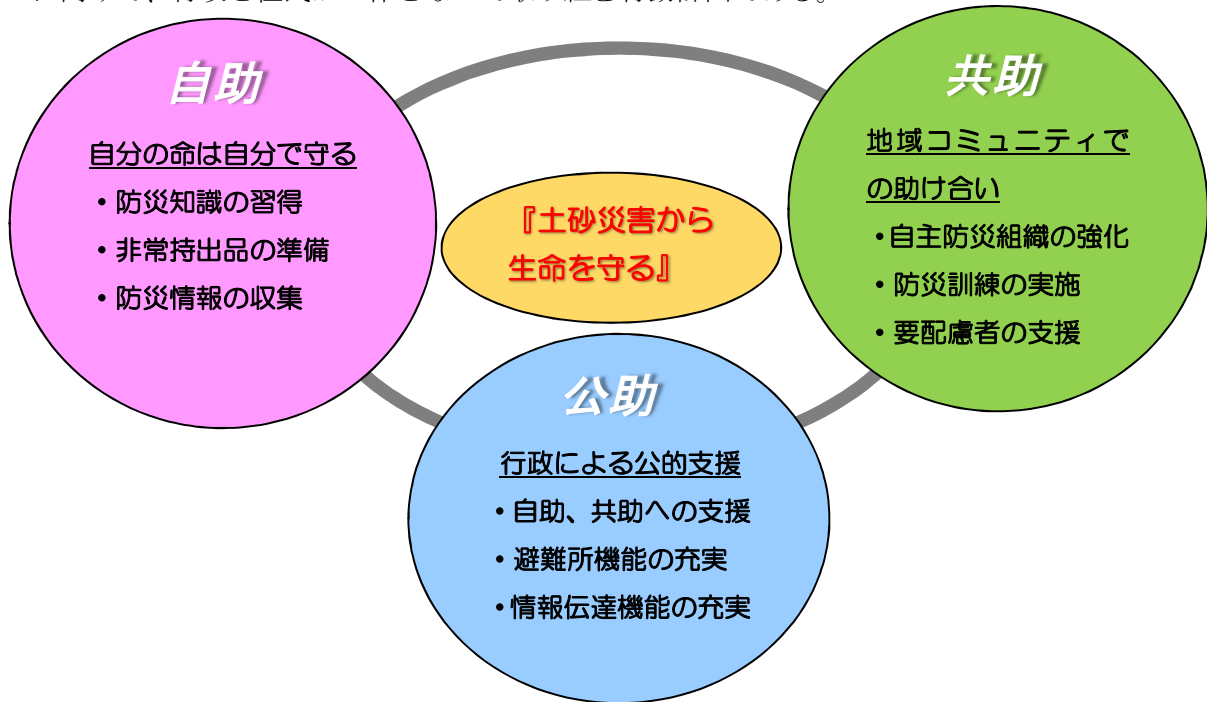 自助
自分の命は自分で守る
・防災知識の習得
・非常持出品の準備
・防災情報の収集
『土砂災害から
生命を守る』
共助
地域コミュニティで
の助け合い
・自主防災組織の強化
・防災訓練の実施
・要配慮者の支援
公助
行政による公的支援
・自助、共助への支援
・避難所機能の充実
・情報伝達機能の充実